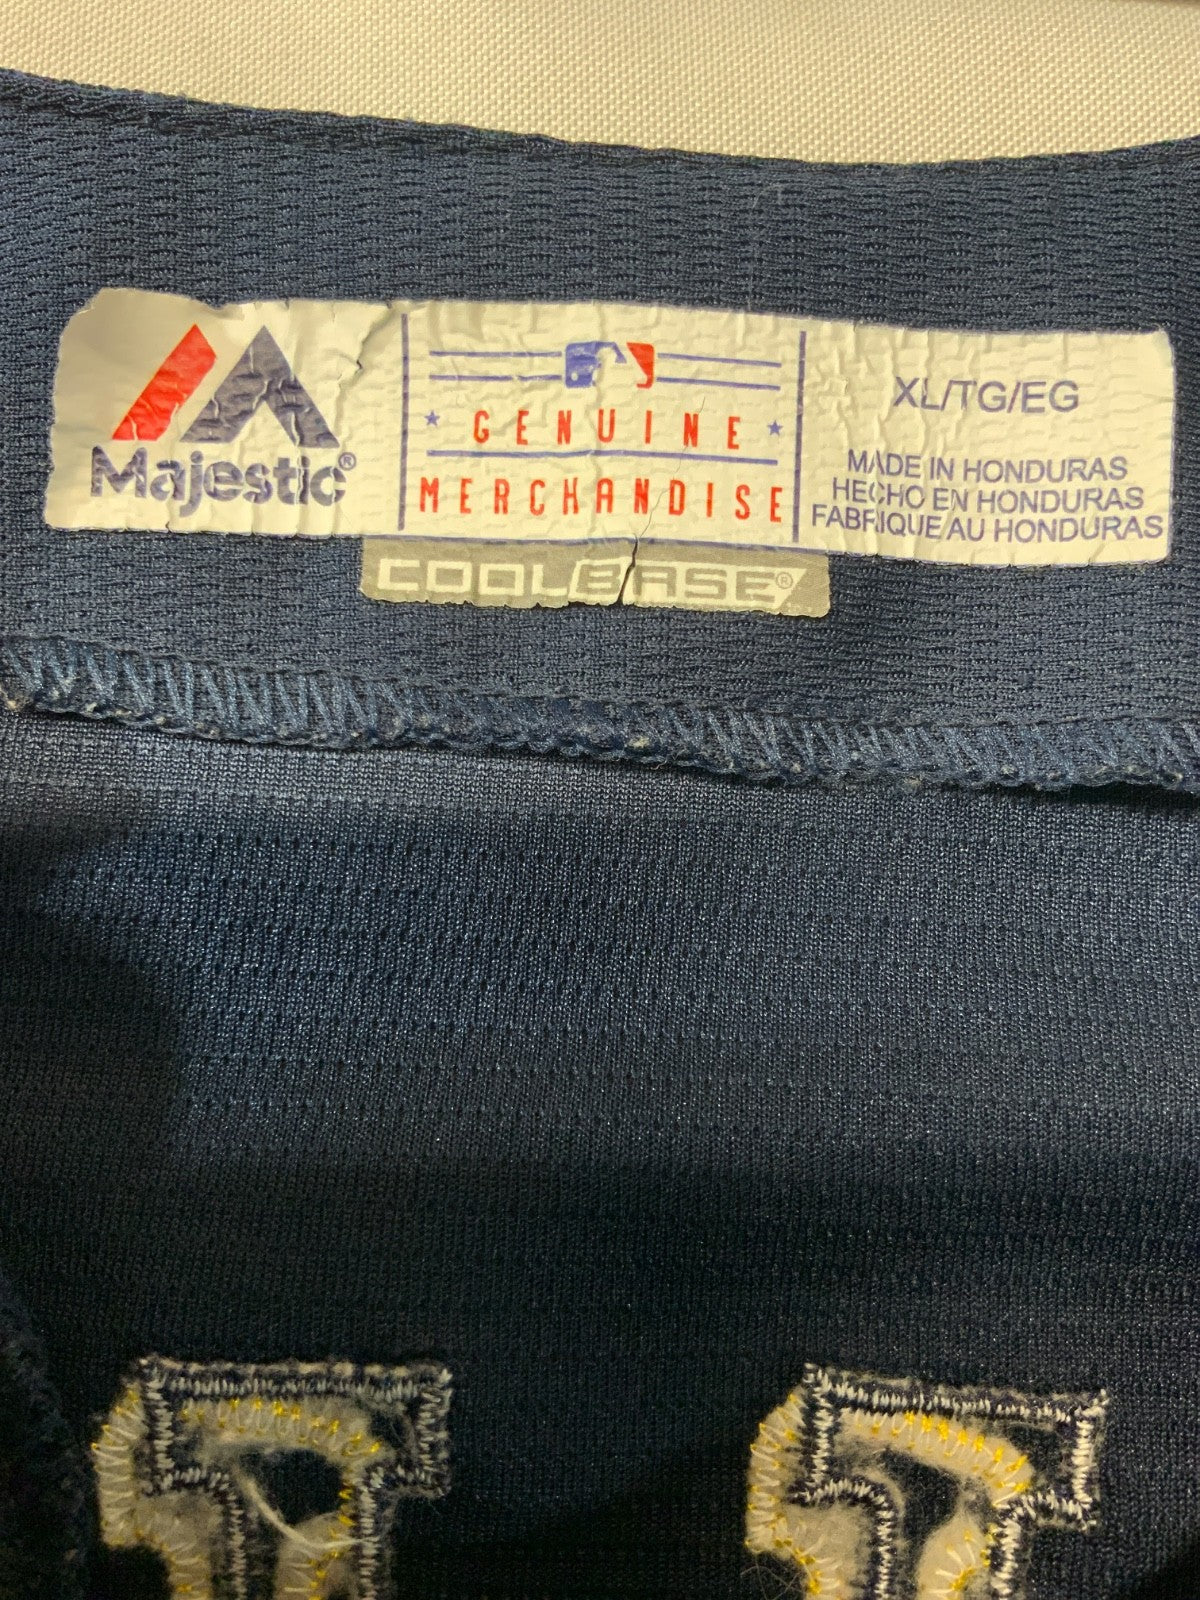 Majestic®
GENUINE
MERCHANDISE
COOLBASE®
XL/TG/EG
MADE IN HONDURAS
HECHO EN HONDURAS
FABRIQUE AU HONDURAS